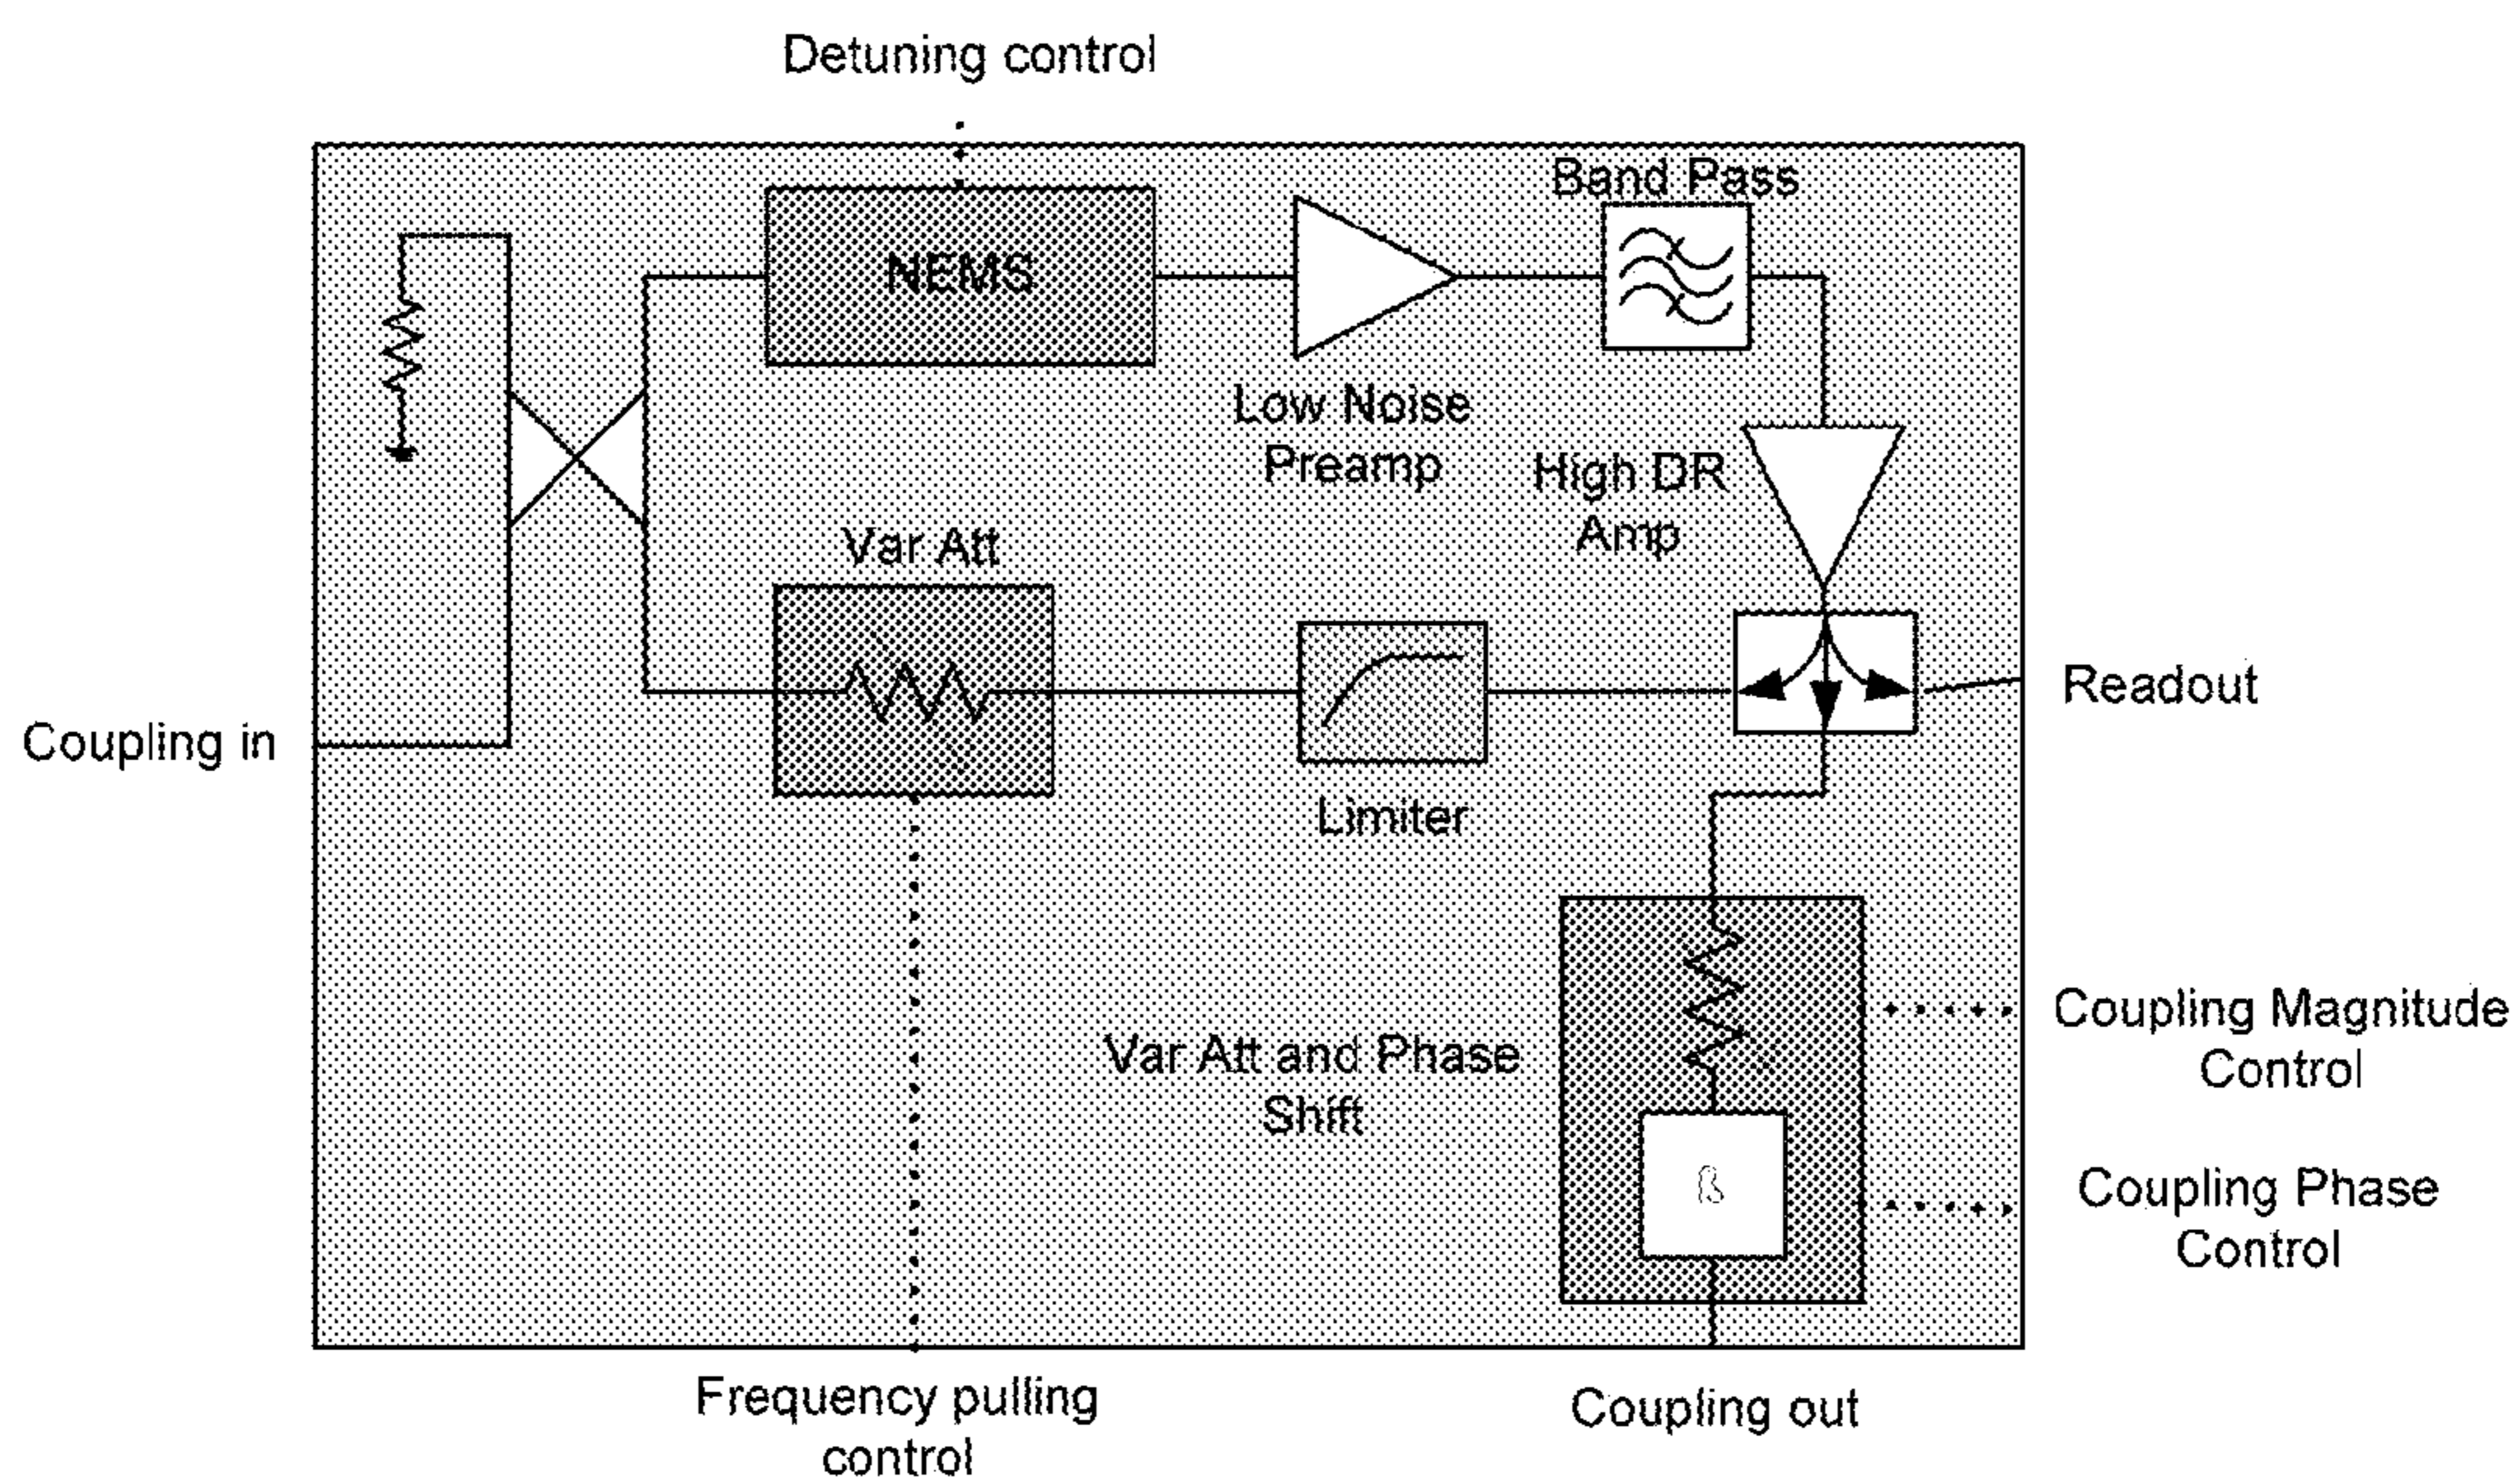 Detuning control
Band Pass
NEMS
Low Noise
Preamp
High DR
Amp
Var Att
Readout
Coupling in
Limiter
Coupling Magnitude
Control
Var Att and Phase
Shift
ß
Coupling Phase
Control
Frequency pulling
control
Coupling out